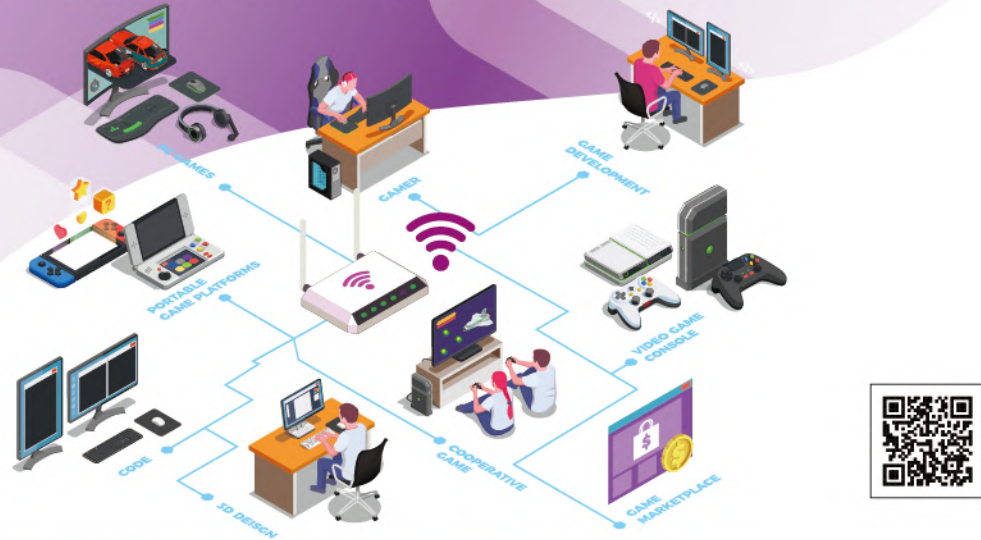 PC GAMES
GAMER
GAME
DEVELOPMENT
PORTABLE
GAME PLATFORMS
VIDEO GAME
CONSOLE
CODE
3D DEISGN
COOPERATIVE
GAME
GAME
MARKETPLACE